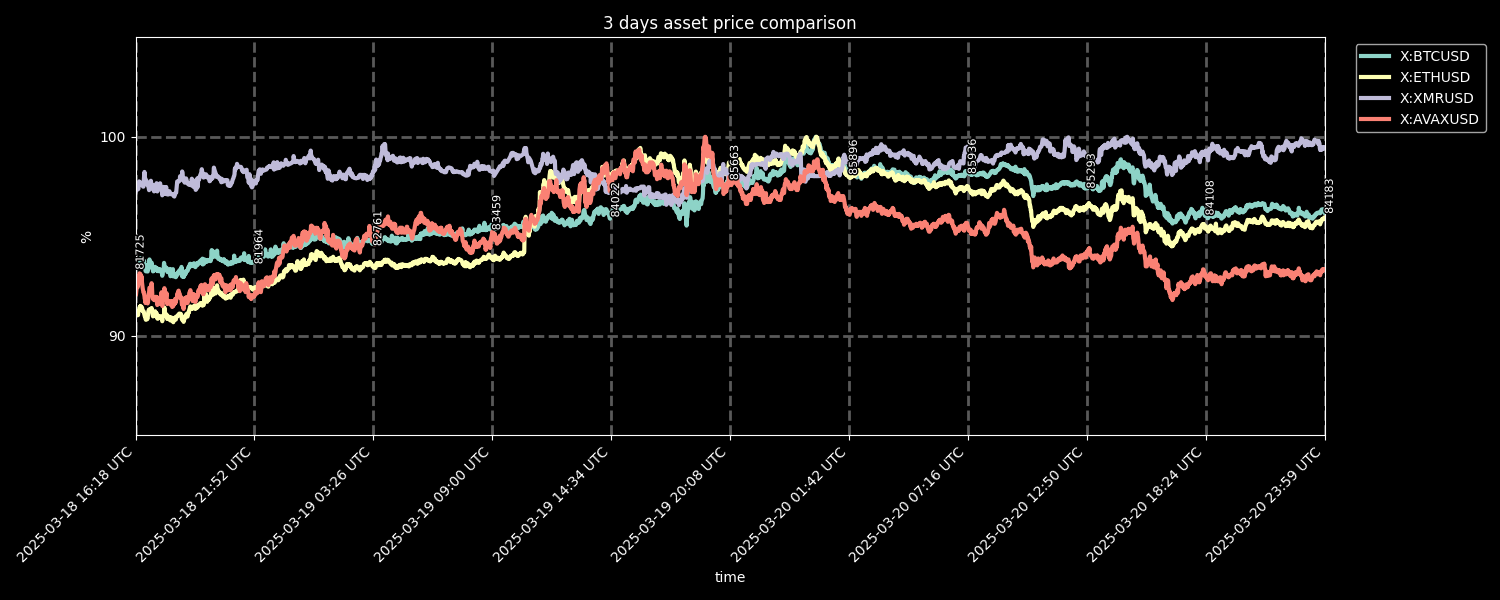 3 days asset price comparison
X:BTCUSD
X:ETHUSD
X:XMRUSD
X:AVAXUSD
100
90
%
81725
81964
82761
83459
84022
85663
85896
85936
85293
84108
84183
2025-03-18 16:18 UTC
2025-03-18 21:52 UTC
2025-03-19 03:26 UTC
2025-03-19 09:00 UTC
2025-03-19 14:34 UTC
2025-03-19 20:08 UTC
2025-03-20 01:42 UTC
2025-03-20 07:16 UTC
2025-03-20 12:50 UTC
2025-03-20 18:24 UTC
2025-03-20 23:59 UTC
time